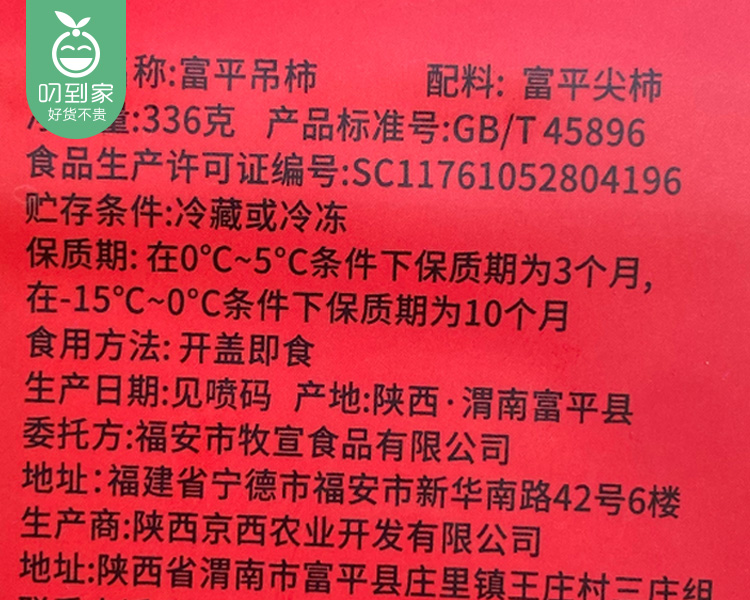 叨到家
好货不贵
称:富平吊柿 配料: 富平尖柿
量:336克 产品标准号:GB/T 45896
食品生产许可证编号:SC11761052804196
贮存条件:冷藏或冷冻
保质期: 在0℃~5℃条件下保质期为3个月,
在-15℃~0℃条件下保质期为10个月
食用方法: 开盖即食
生产日期:见喷码 产地:陕西·渭南富平县
委托方:福安市牧宣食品有限公司
地址:福建省宁德市福安市新华南路42号6楼
生产商:陕西京西农业开发有限公司
地址:陕西省渭南市富平县庄里镇王庄村三庄组